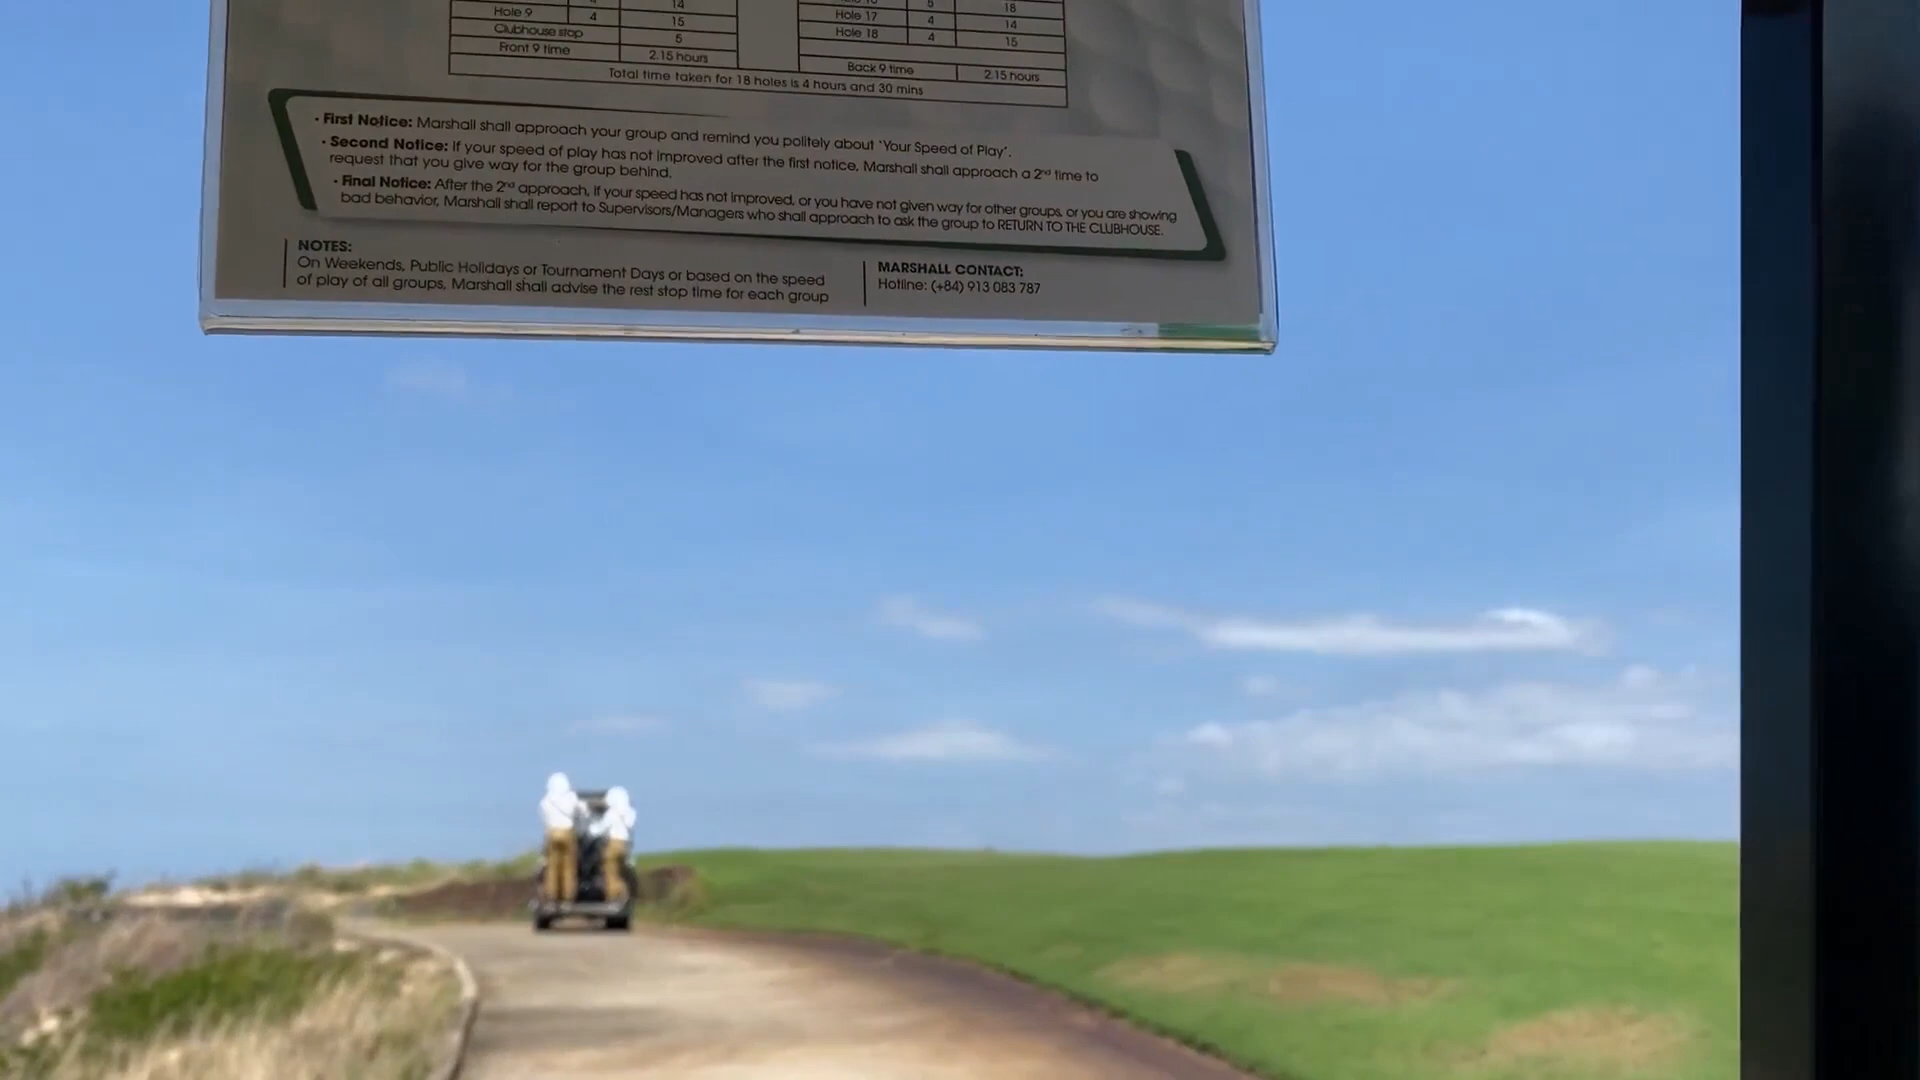 14
Hole 9 4 15
Clubhouse stop 5
Front 9 time 2.15 hours
5 18
Hole 17 4 14
Hole 18 4 15
Back 9 time 2.15 hours
Total time taken for 18 holes is 4 hours and 30 mins
• First Notice: Marshall shall approach your group and remind you politely about 'Your Speed of Play'.
• Second Notice: If your speed of play has not improved after the first notice, Marshall shall approach a 2nd time to
request that you give way for the group behind.
• Final Notice: After the 2nd approach, if your speed has not improved, or you have not given way for other groups, or you are showing
bad behavior, Marshall shall report to Supervisors/Managers who shall approach to ask the group to RETURN TO THE CLUBHOUSE.
NOTES:
On Weekends, Public Holidays or Tournament Days or based on the speed
of play of all groups, Marshall shall advise the rest stop time for each group
MARSHALL CONTACT:
Hotline: (+84) 913 083 787